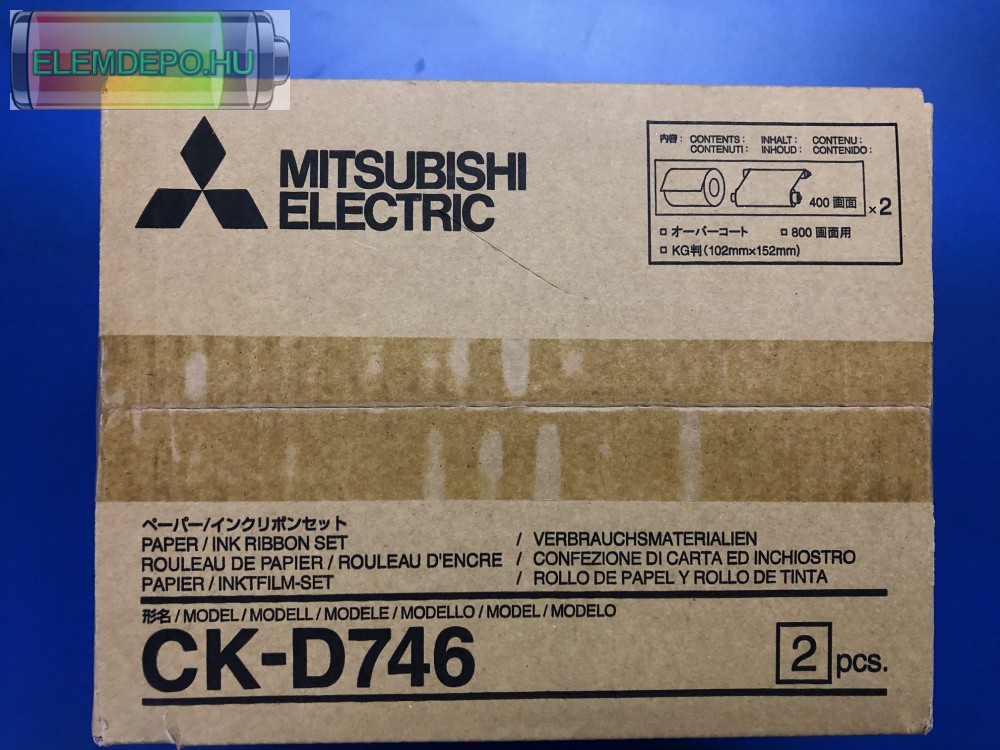 ELEMDEPO.HU
MITSUBISHI
ELECTRIC
内容: CONTENTS: INHALT: CONTENU:
CONTENUTI: INHOUD: CONTENIDO:
400 画面 ×2
□ オーバーコート □ 800 画面用
□ KG判(102mm×152mm)
ペーパー/インクリボンセット
PAPER / INK RIBBON SET / VERBRAUCHSMATERIALIEN
ROULEAU DE PAPIER / ROULEAU D'ENCRE / CONFEZIONE DI CARTA ED INCHIOSTRO
PAPIER / INKTFILM-SET / ROLLO DE PAPEL Y ROLLO DE TINTA
形名 / MODEL / MODELL / MODELE / MODELLO / MODEL / MODELO
CK-D746 2 pcs.